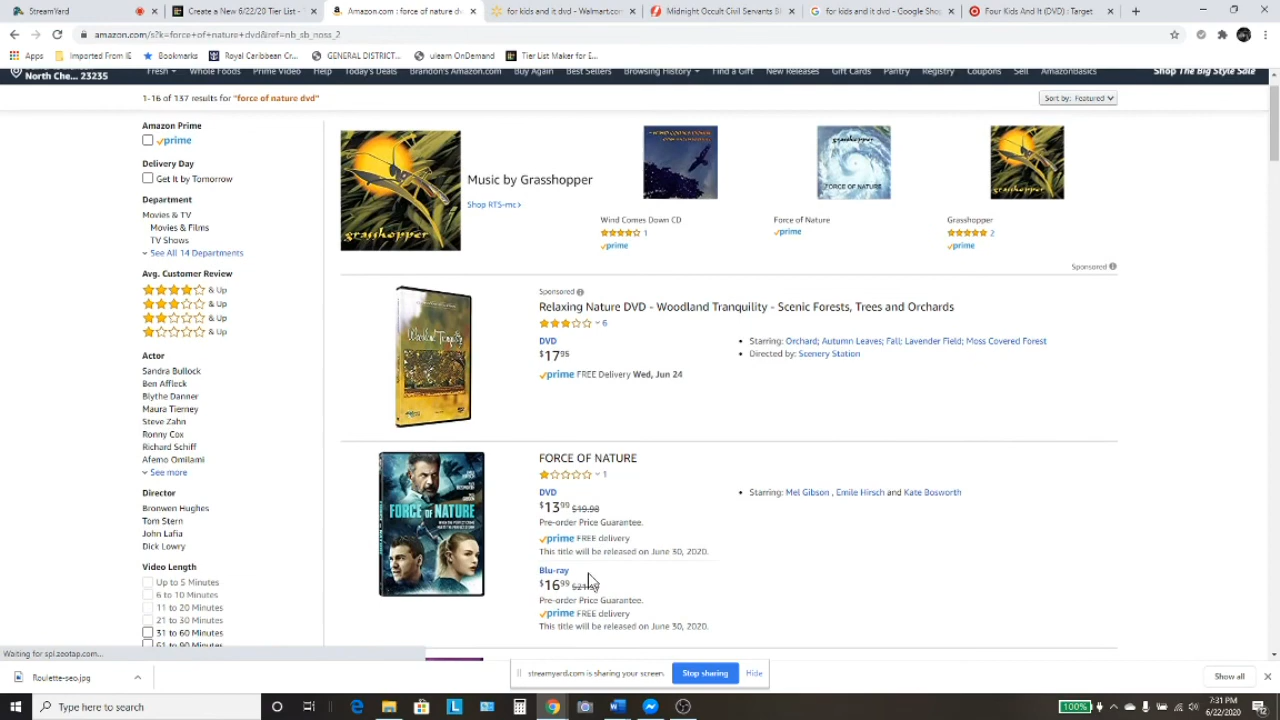 StreamYard
Create a New 6/22/20 Tier List -
Amazon.com : force of nature dv
for kids and it dvd - Walmart.com
Midnight Occult Civil Servants Bl
for kids and it dvd - Google Shop
Four Kids And It (DVD) : Target
amazon.com/s?k=force+of+nature+dvd&ref=nb_sb_noss_2
Apps
Imported From IE
Bookmarks
Royal Caribbean Cr...
GENERAL DISTRICT...
ulearn OnDemand
Tier List Maker for E...
North Che... 23235
Fresh
Whole Foods
Prime Video
Help
Today's Deals
Brandon's Amazon.com
Buy Again
Best Sellers
Browsing History
Find a Gift
New Releases
Gift Cards
Pantry
Registry
Coupons
Sell
AmazonBasics
Shop The Big Style Sale
1-16 of 137 results for "force of nature dvd"
Sort by: Featured
Amazon Prime
prime
Delivery Day
Get It by Tomorrow
Department
Movies & TV
Movies & Films
TV Shows
See All 14 Departments
Avg. Customer Review
& Up
& Up
& Up
& Up
Actor
Sandra Bullock
Ben Affleck
Blythe Danner
Maura Tierney
Steve Zahn
Ronny Cox
Richard Schiff
Afemo Omilami
See more
Director
Bronwen Hughes
Tom Stern
John Lafia
Dick Lowry
Video Length
Up to 5 Minutes
6 to 10 Minutes
11 to 20 Minutes
21 to 30 Minutes
31 to 60 Minutes
61 to 90 Minutes
grasshopper
Music by Grasshopper
Shop RTS-mc>
WIND COMES DOWN
Wind Comes Down CD
1
prime
grasshopper
FORCE OF NATURE
Force of Nature
prime
grasshopper
Grasshopper
2
prime
Sponsored
Woodland Tranquility
Sponsored
Relaxing Nature DVD - Woodland Tranquility - Scenic Forests, Trees and Orchards
6
DVD
$17.95
prime FREE Delivery Wed, Jun 24
Starring: Orchard; Autumn Leaves; Fall; Lavender Field; Moss Covered Forest
Directed by: Scenery Station
FORCE OF NATURE
FORCE OF NATURE
1
DVD
$13.99 $19.98
Pre-order Price Guarantee.
prime FREE delivery
This title will be released on June 30, 2020.
Blu-ray
$16.99
Pre-order Price Guarantee.
prime FREE delivery
This title will be released on June 30, 2020.
Starring: Mel Gibson , Emile Hirsch and Kate Bosworth
Waiting for spl.zeotap.com...
Roulette-seo.jpg
streamyard.com is sharing your screen.
Stop sharing
Hide
Show all
Type here to search
100%
7:31 PM
6/22/2020